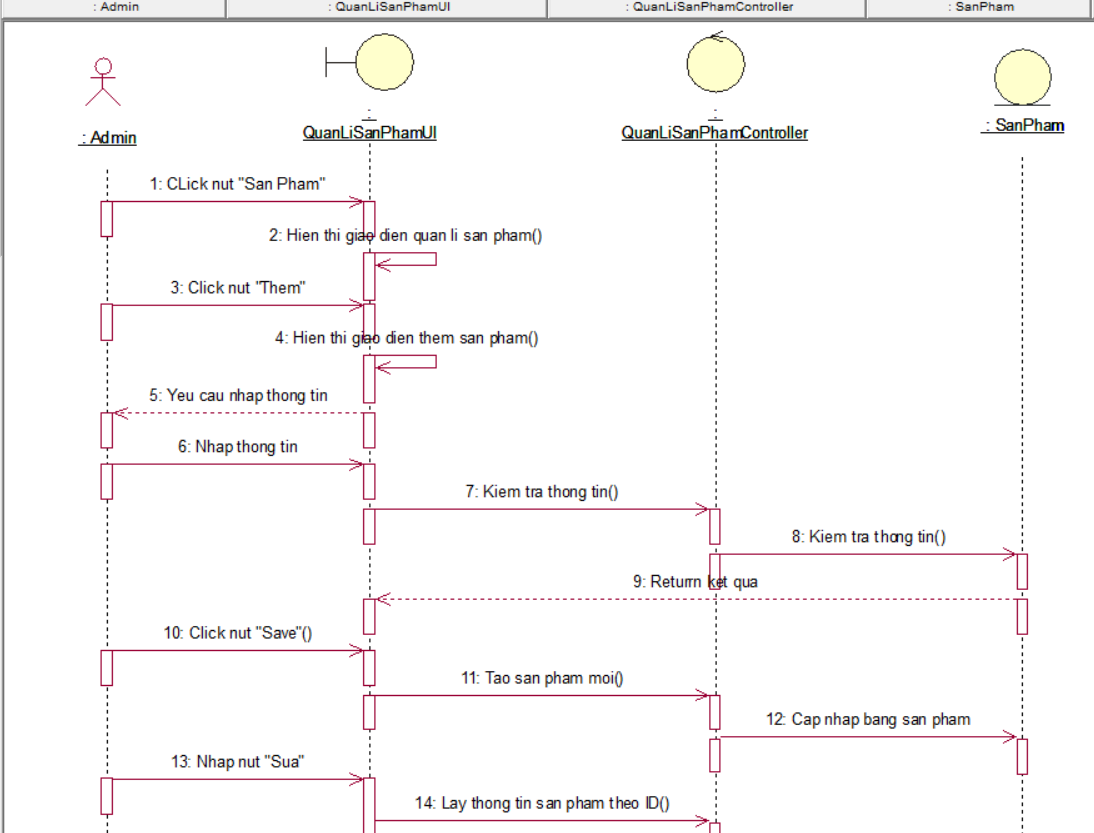 : Admin
: QuanLiSanPhamUI
: QuanLiSanPhamController
: SanPham
: Admin
:
QuanLiSanPhamUI
:
QuanLiSanPhamController
: SanPham
1: CLick nut "San Pham"
2: Hien thi giao dien quan li san pham()
3: Click nut "Them"
4: Hien thi giao dien them san pham()
5: Yeu cau nhap thong tin
6: Nhap thong tin
7: Kiem tra thong tin()
8: Kiem tra thong tin()
9: Returrn ket qua
10: Click nut "Save"()
11: Tao san pham moi()
12: Cap nhap bang san pham
13: Nhap nut "Sua"
14: Lay thong tin san pham theo ID()